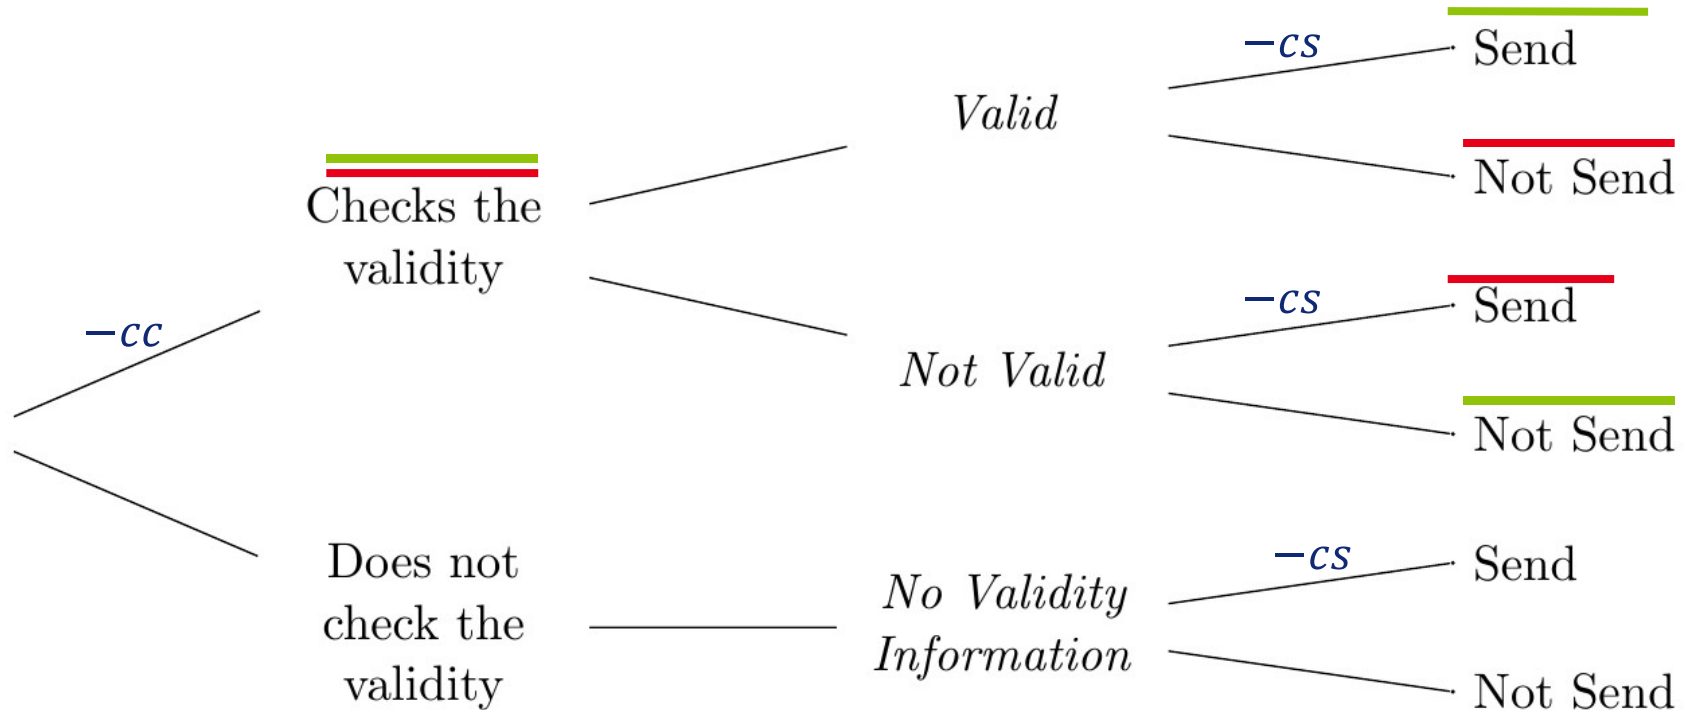 −cs
Send
Valid
Not Send
Checks the
validity
−cc
−cs
Send
Not Valid
Not Send
Does not
check the
validity
No Validity
Information
−cs
Send
Not Send